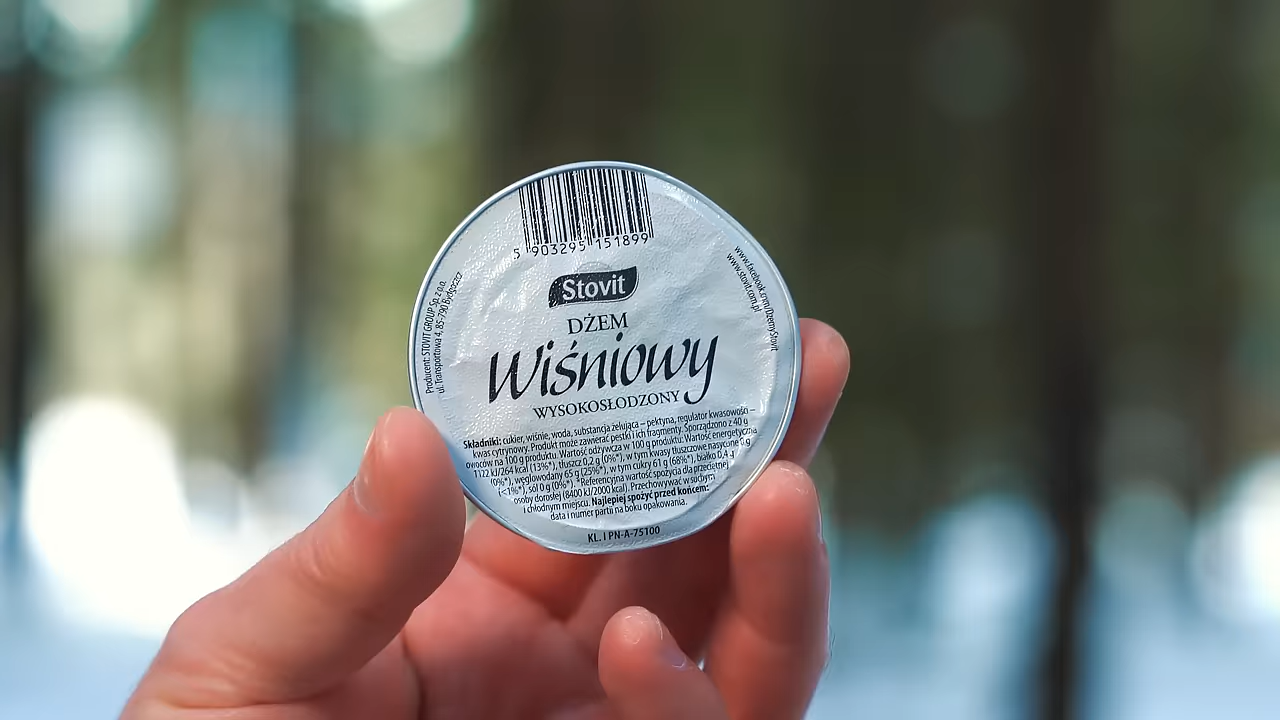 5 903295 151899
Stovit
DŻEM
Wiśniowy
WYSOKOSŁODZONY
Składniki: cukier, wiśnie, woda, substancja żelująca – pektyna, regulator kwasowości –
kwas cytrynowy. Produkt może zawierać pestki i ich fragmenty. Sporządzono z 40 g
owoców na 100 g produktu. Wartość odżywcza w 100 g produktu: Wartość energetyczna
1122 kJ/264 kcal (13%*), tłuszcz 0,2 g (0%*), w tym kwasy tłuszczowe nasycone 0 g
(0%*), węglowodany 65 g (25%*), w tym cukry 61 g (68%*), białko 0,4 g
(<1%*), sól 0 g (0%*). *Referencyjna wartość spożycia dla przeciętnej
osoby dorosłej (8400 kJ/2000 kcal). Przechowywać w suchym
i chłodnym miejscu. Najlepiej spożyć przed końcem:
data i numer partii na boku opakowania.
KL. I PN-A-75100
Producent: STOVIT GROUP Sp. z o.o.
ul. Transportowa 4, 85-790 Bydgoszcz
www.facebook.com/DzemyStovit
www.stovit.com.pl